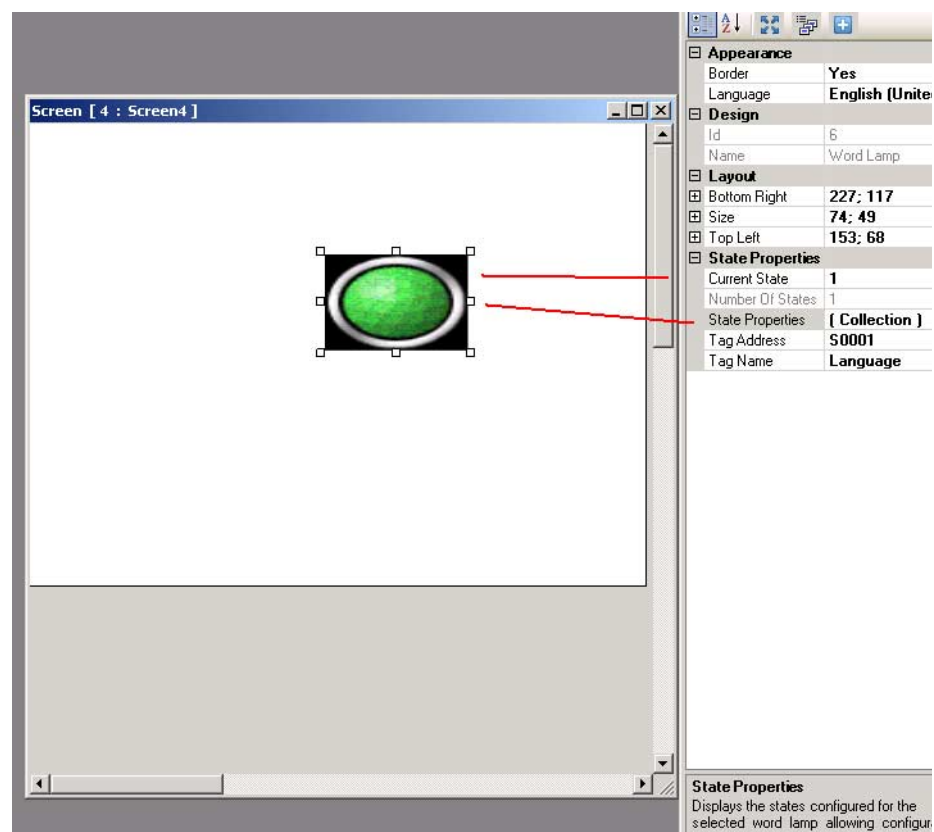 Screen [ 4 : Screen4 ]
Appearance
Border Yes
Language English (Unite
Design
Id 6
Name Word Lamp
Layout
Bottom Right 227; 117
Size 74; 49
Top Left 153; 68
State Properties
Current State 1
Number Of States 1
State Properties ( Collection )
Tag Address S0001
Tag Name Language
State Properties
Displays the states configured for the
selected word lamp allowing configura